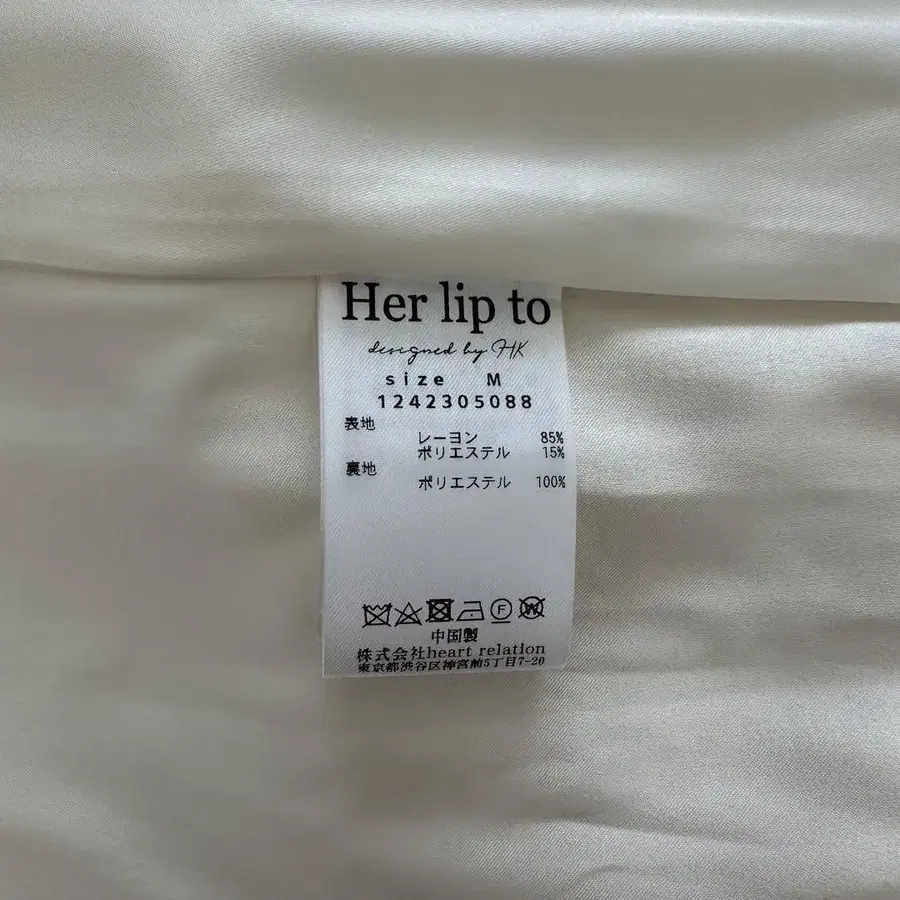 Her lip to
designed by HK
size M
1242305088
表地
レーヨン 85%
ポリエステル 15%
裏地
ポリエステル 100%
中国製
株式会社heart relation
東京都渋谷区神宮前5丁目7-20